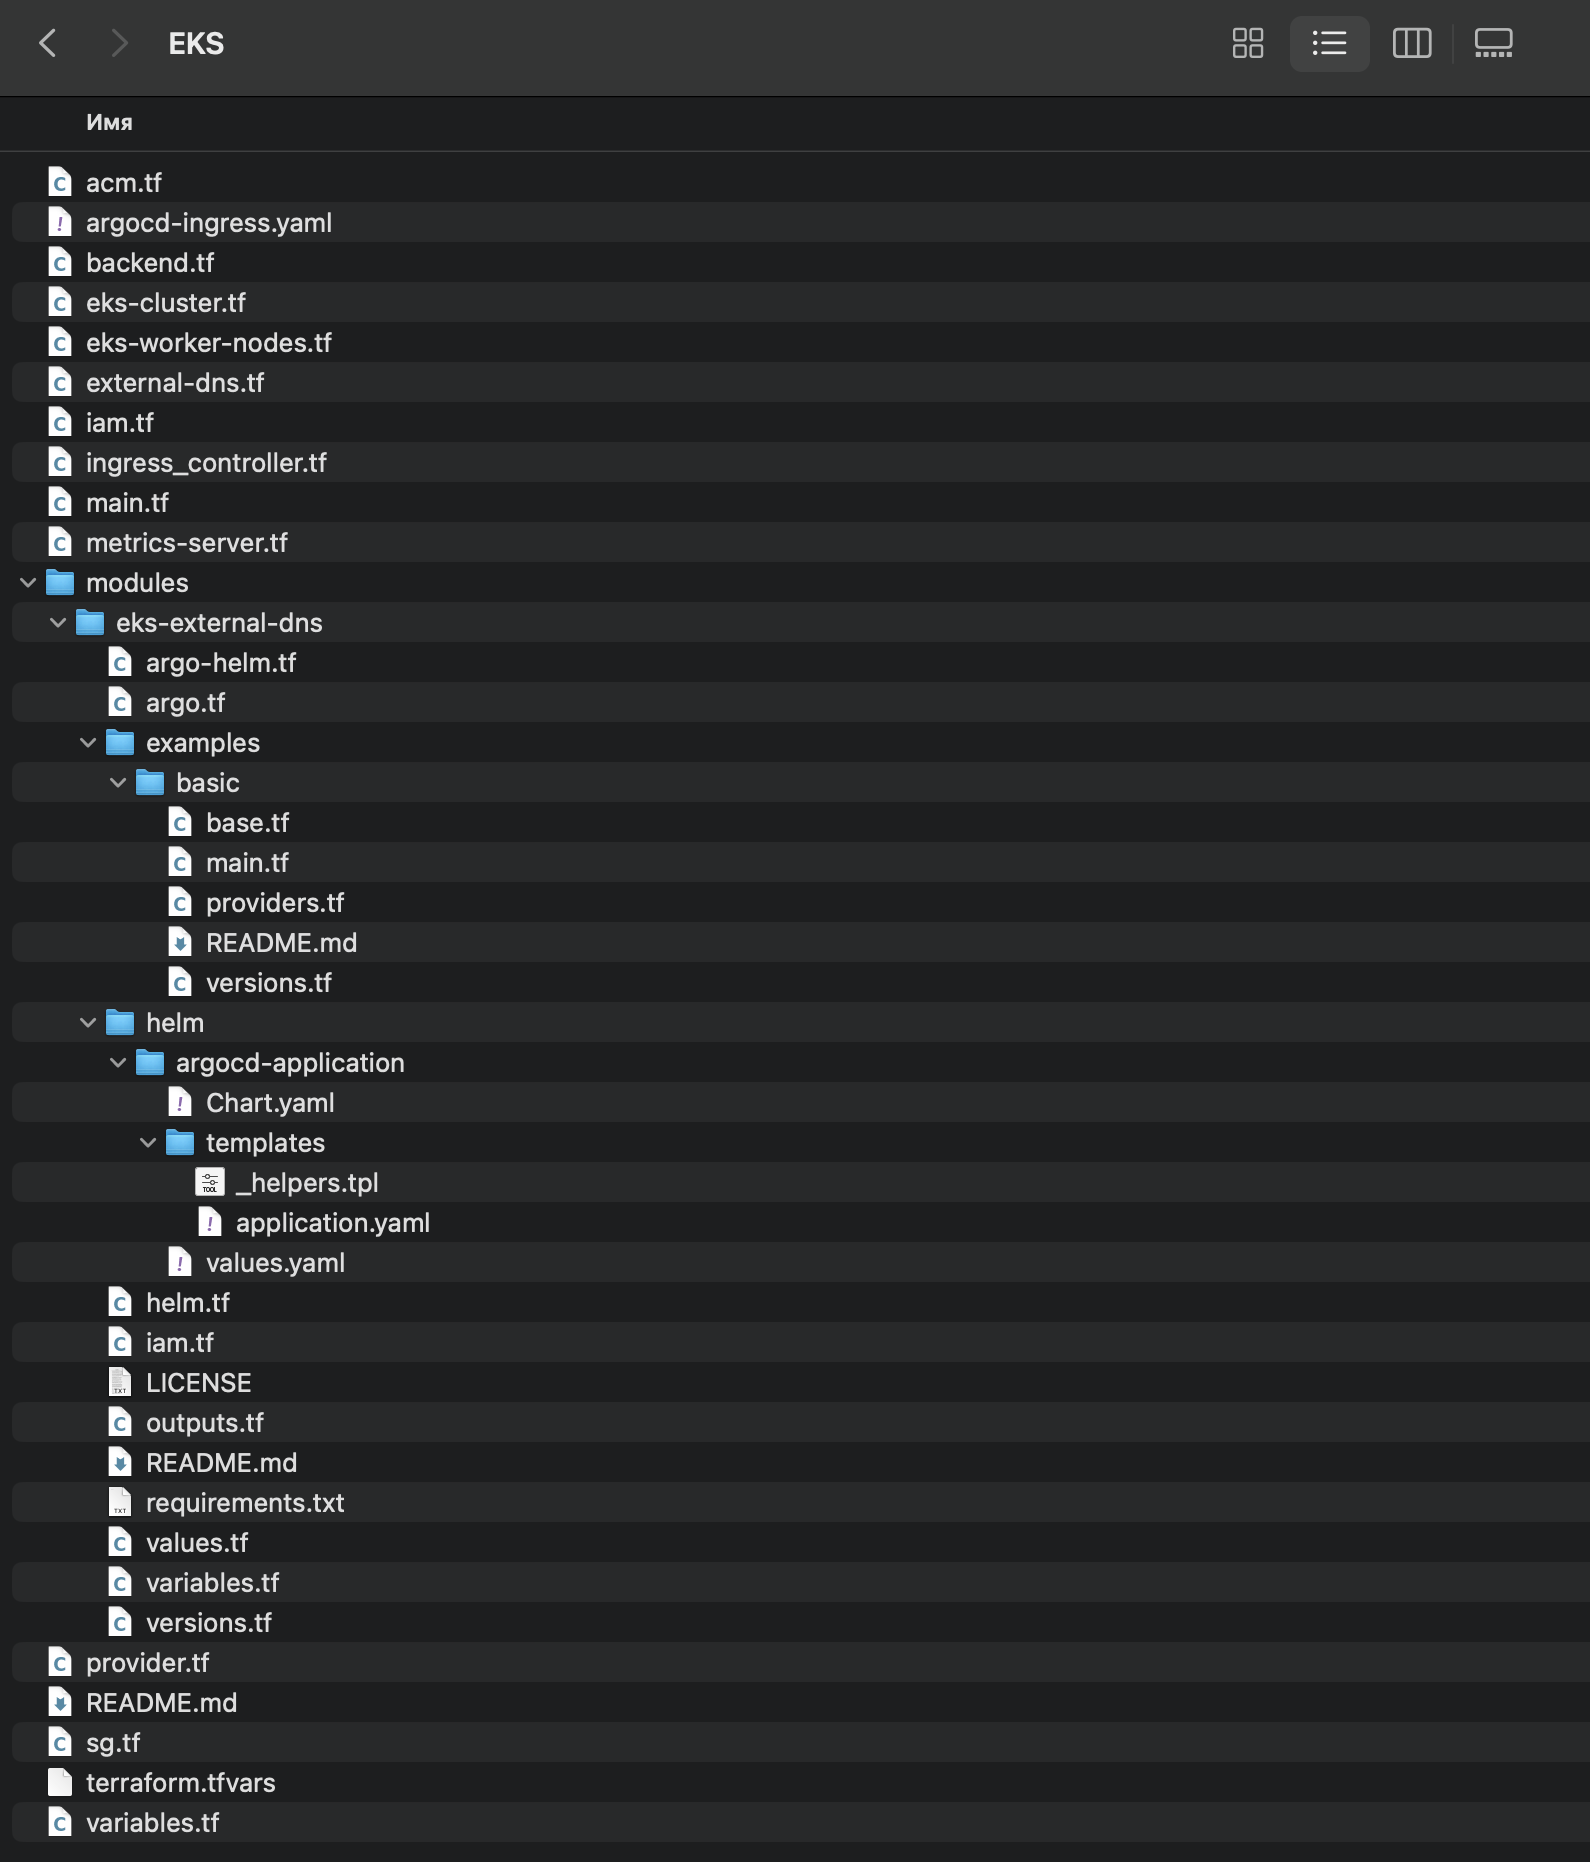 EKS
Имя
acm.tf
argocd-ingress.yaml
backend.tf
eks-cluster.tf
eks-worker-nodes.tf
external-dns.tf
iam.tf
ingress_controller.tf
main.tf
metrics-server.tf
modules
eks-external-dns
argo-helm.tf
argo.tf
examples
basic
base.tf
main.tf
providers.tf
README.md
versions.tf
helm
argocd-application
Chart.yaml
templates
_helpers.tpl
application.yaml
values.yaml
helm.tf
iam.tf
LICENSE
outputs.tf
README.md
requirements.txt
values.tf
variables.tf
versions.tf
provider.tf
README.md
sg.tf
terraform.tfvars
variables.tf